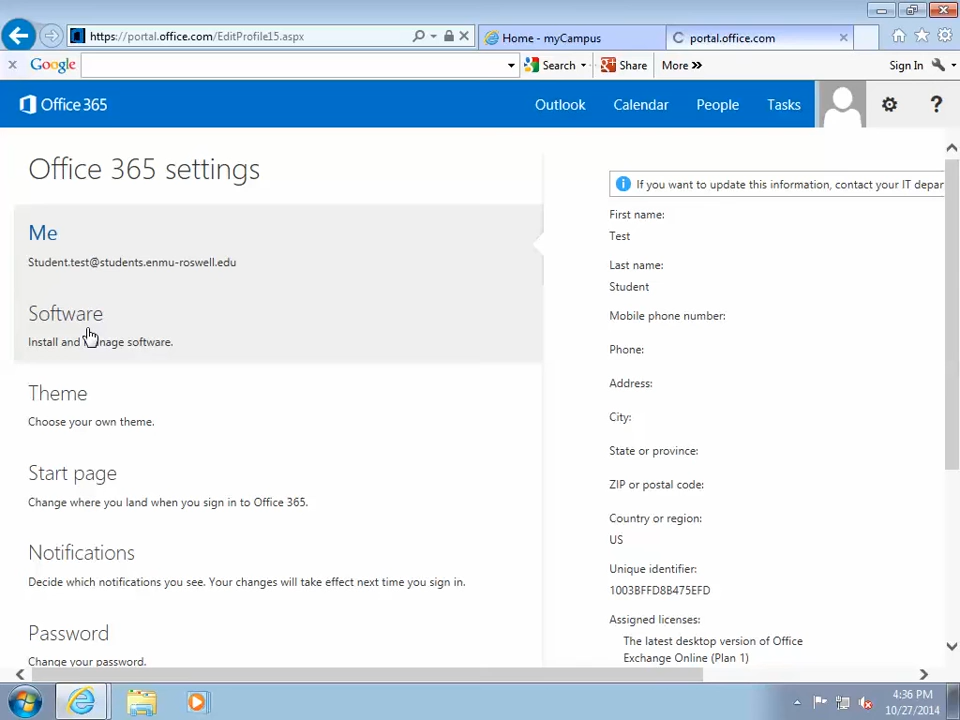 https://portal.office.com/EditProfile15.aspx
Home - myCampus
portal.office.com
Google
Search
Share
More »
Sign In
Office 365
Outlook
Calendar
People
Tasks
?
Office 365 settings
Me
Student.test@students.enmu-roswell.edu
Software
Install and manage software.
Theme
Choose your own theme.
Start page
Change where you land when you sign in to Office 365.
Notifications
Decide which notifications you see. Your changes will take effect next time you sign in.
Password
Change your password.
If you want to update this information, contact your IT depar
First name:
Test
Last name:
Student
Mobile phone number:
Phone:
Address:
City:
State or province:
ZIP or postal code:
Country or region:
US
Unique identifier:
1003BFFD8B475EFD
Assigned licenses:
The latest desktop version of Office
Exchange Online (Plan 1)
4:36 PM
10/27/2014